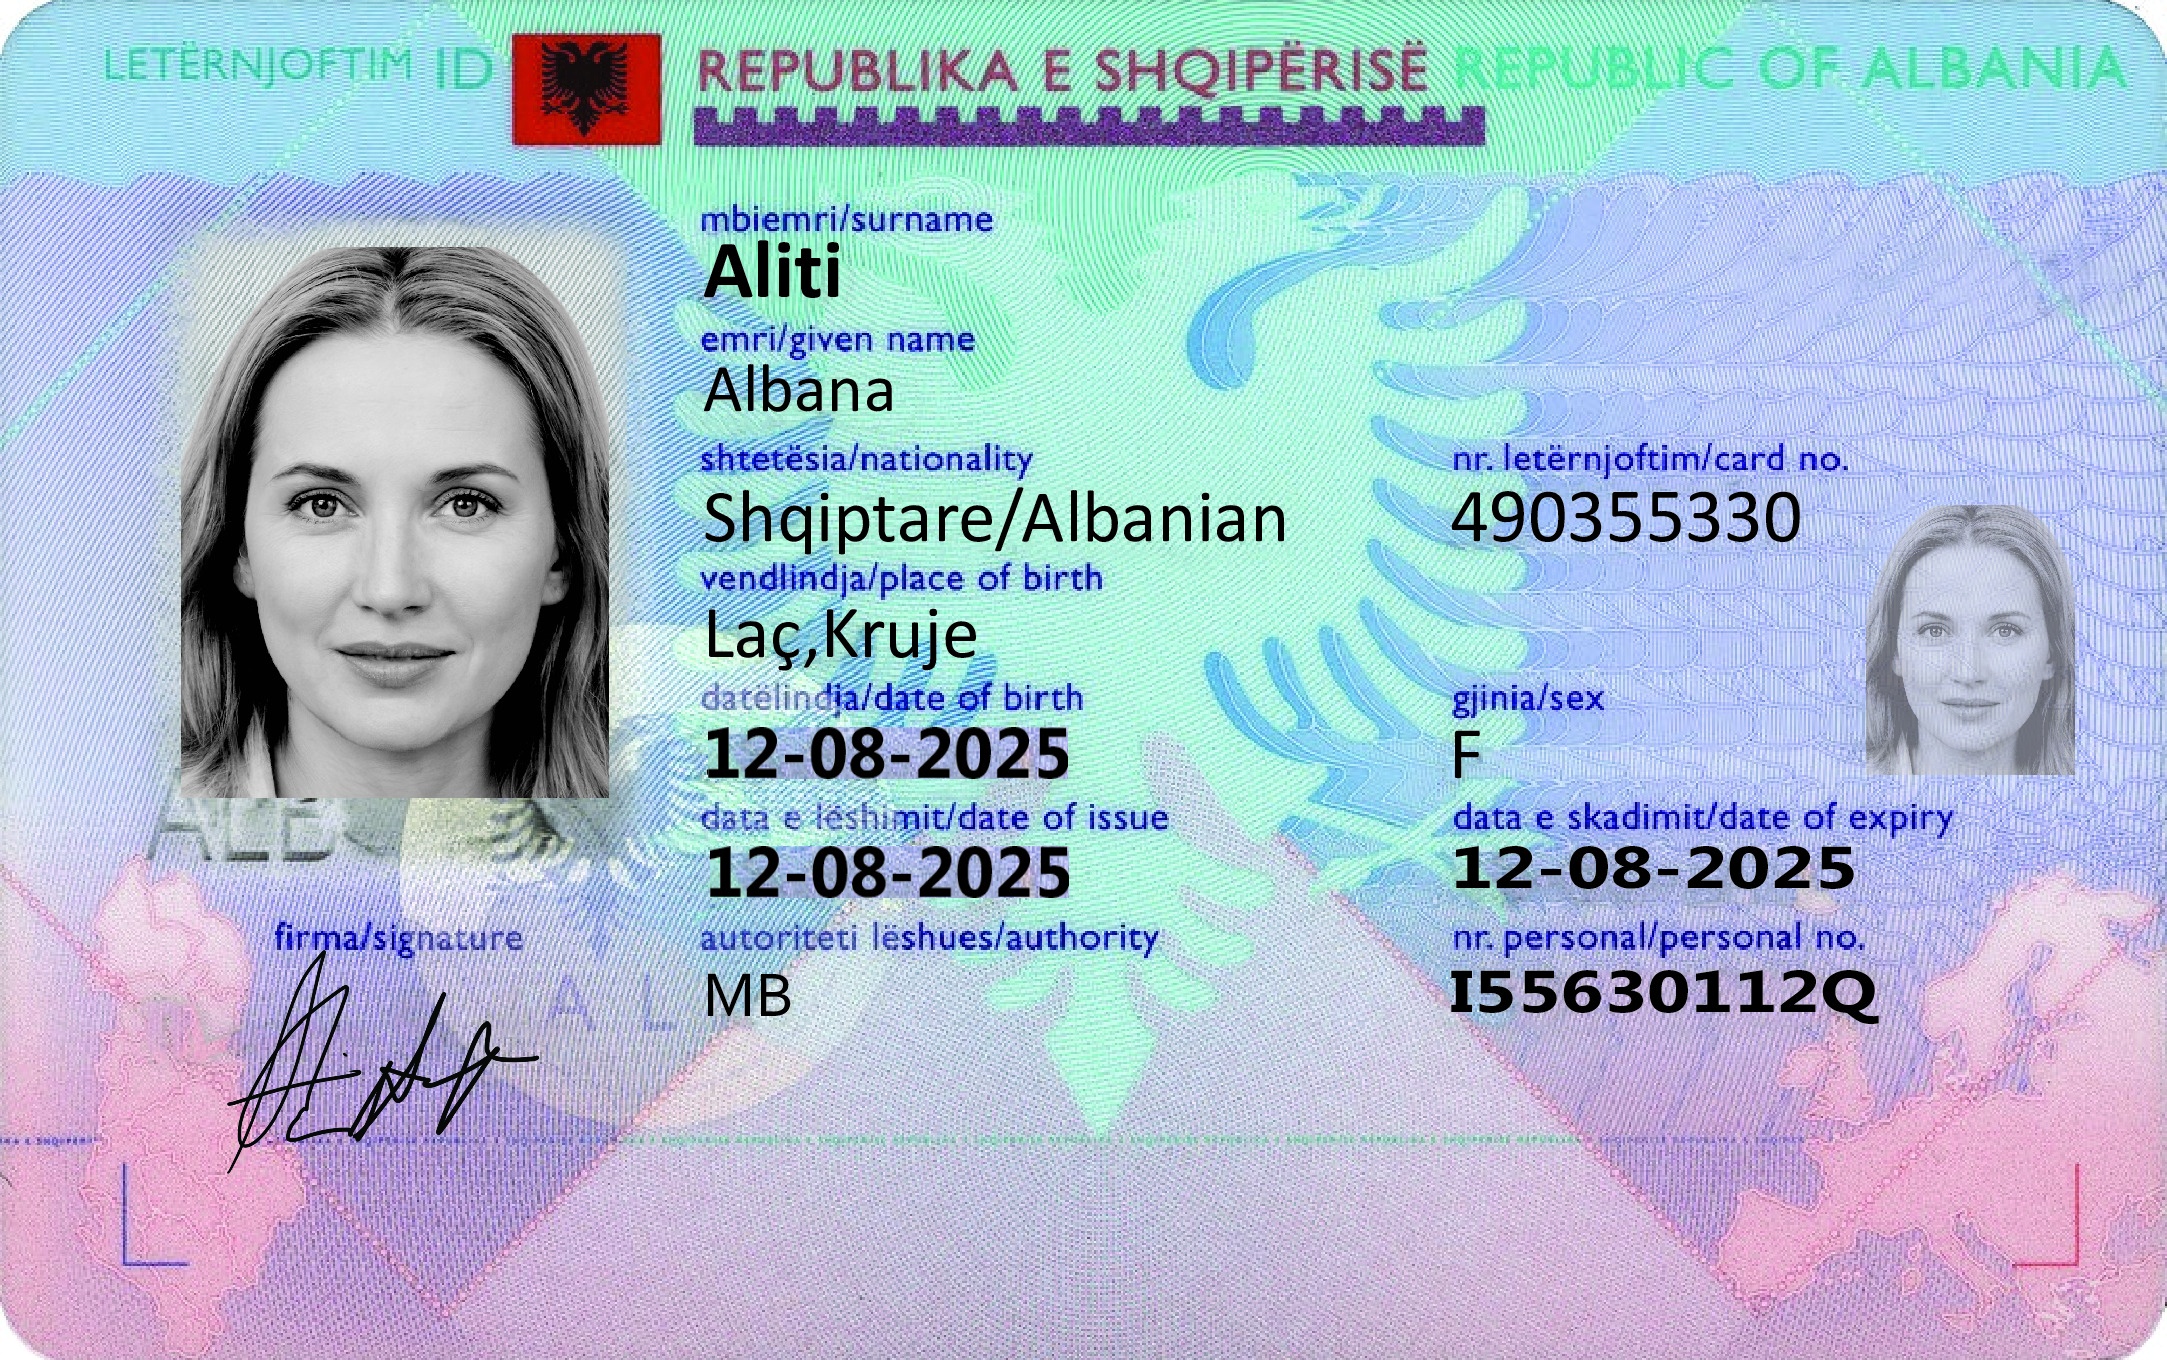 LETËRNJOFTIM ID REPUBLIKA E SHQIPËRISË REPUBLIC OF ALBANIA
mbiemri/surname
Aliti
emri/given name
Albana
shtetësia/nationality
Shqiptare/Albanian
nr. letërnjoftim/card no.
490355330
vendlindja/place of birth
Laç,Kruje
datëlindja/date of birth
12-08-2025
gjinia/sex
F
data e lëshimit/date of issue
12-08-2025
data e skadimit/date of expiry
12-08-2025
firma/signature
autoriteti lëshues/authority
MB
nr. personal/personal no.
I55630112Q